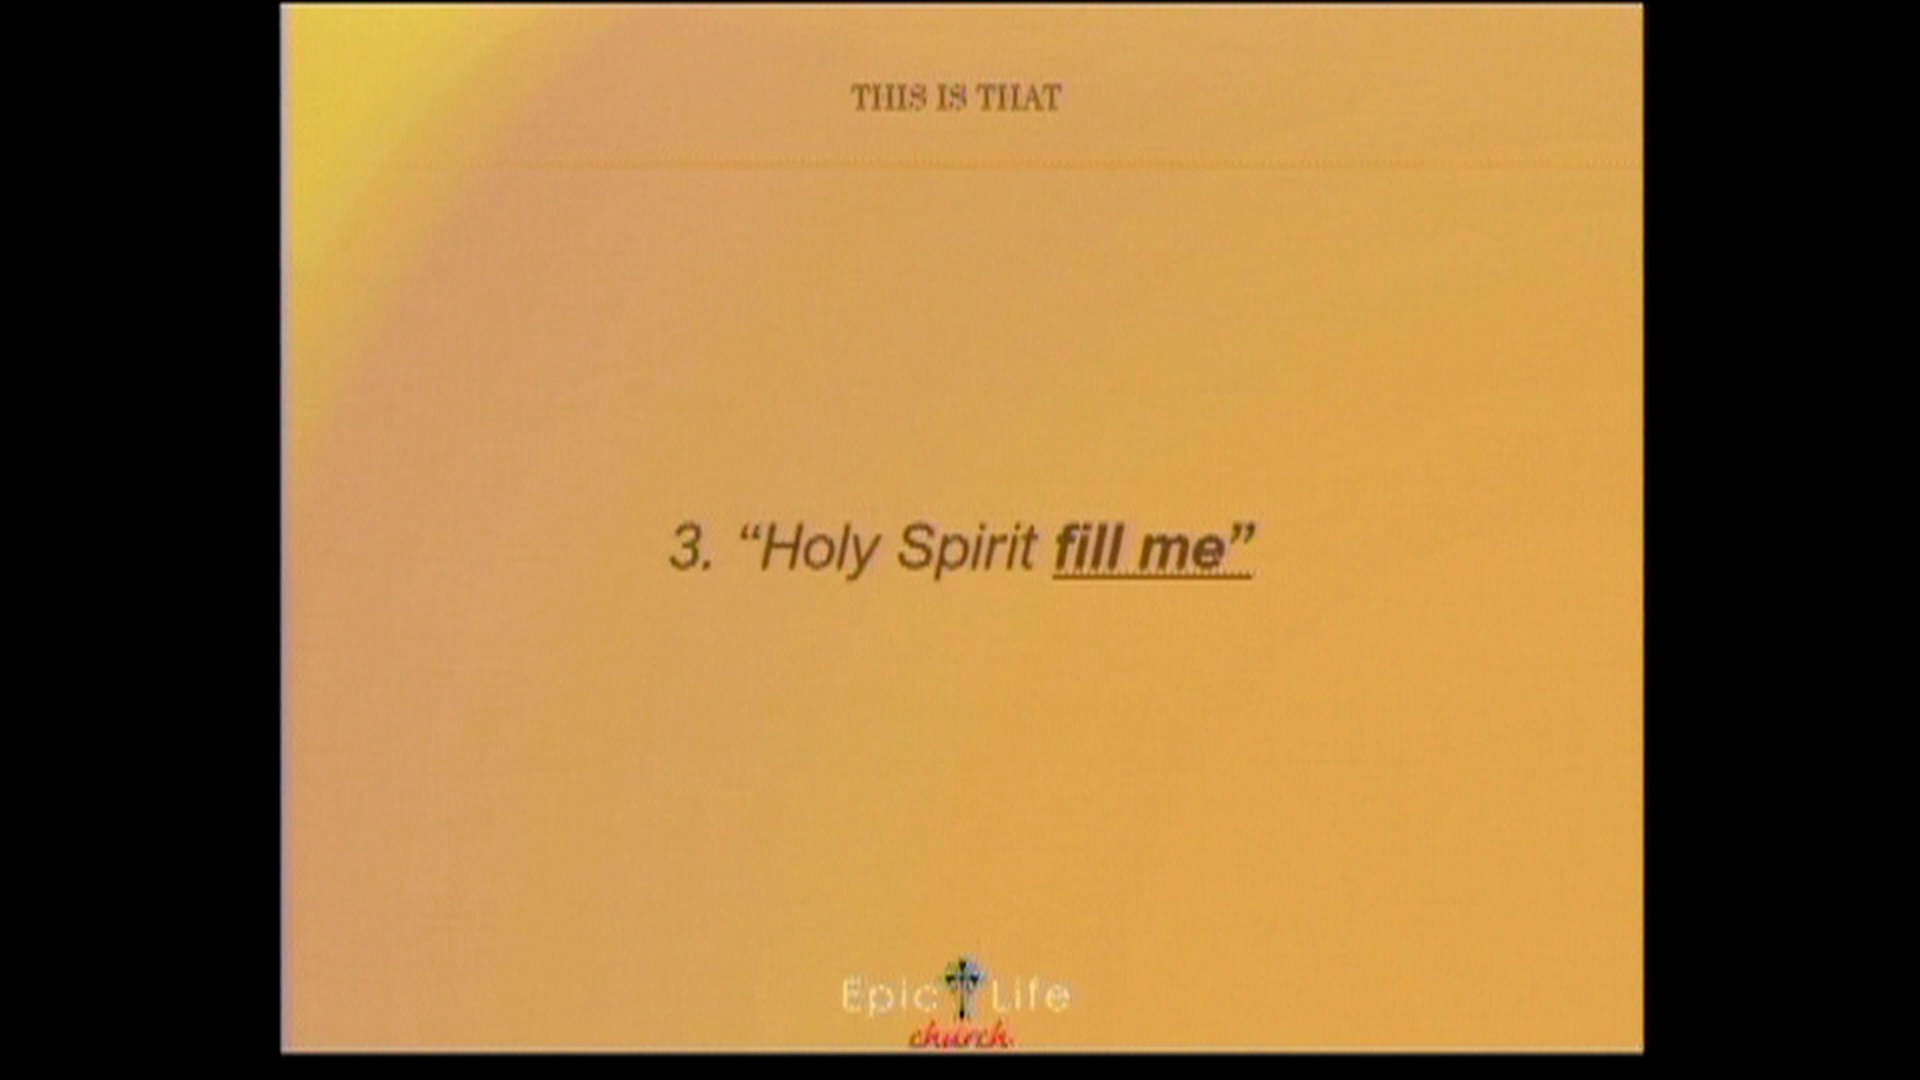 THIS IS THAT
3. “Holy Spirit fill me”
Epic Life
church